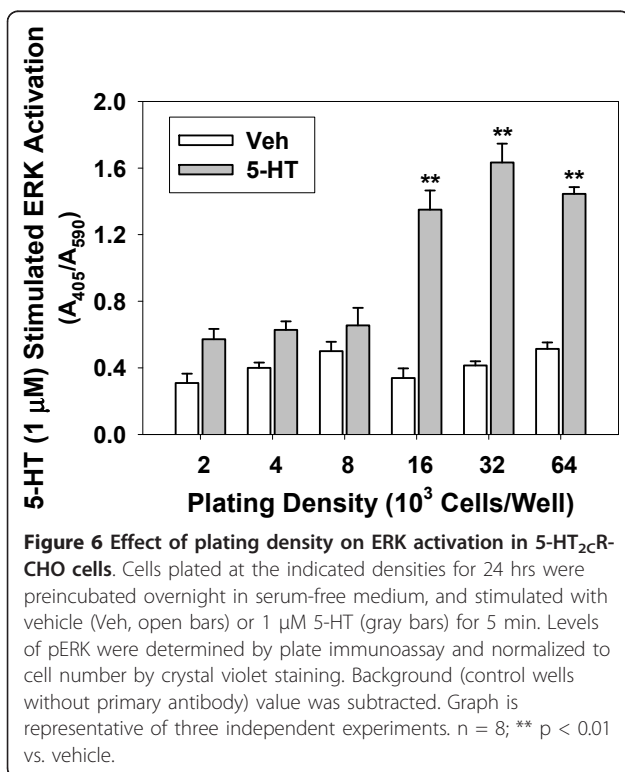 5-HT (1 µM) Stimulated ERK Activation
(A405/A590)
2.0
1.6
1.2
0.8
0.4
0.0
Veh
5-HT
**
**
**
2 4 8 16 32 64
Plating Density (10³ Cells/Well)
Figure 6 Effect of plating density on ERK activation in 5-HT2CR-
CHO cells. Cells plated at the indicated densities for 24 hrs were
preincubated overnight in serum-free medium, and stimulated with
vehicle (Veh, open bars) or 1 µM 5-HT (gray bars) for 5 min. Levels
of pERK were determined by plate immunoassay and normalized to
cell number by crystal violet staining. Background (control wells
without primary antibody) value was subtracted. Graph is
representative of three independent experiments. n = 8; ** p < 0.01
vs. vehicle.